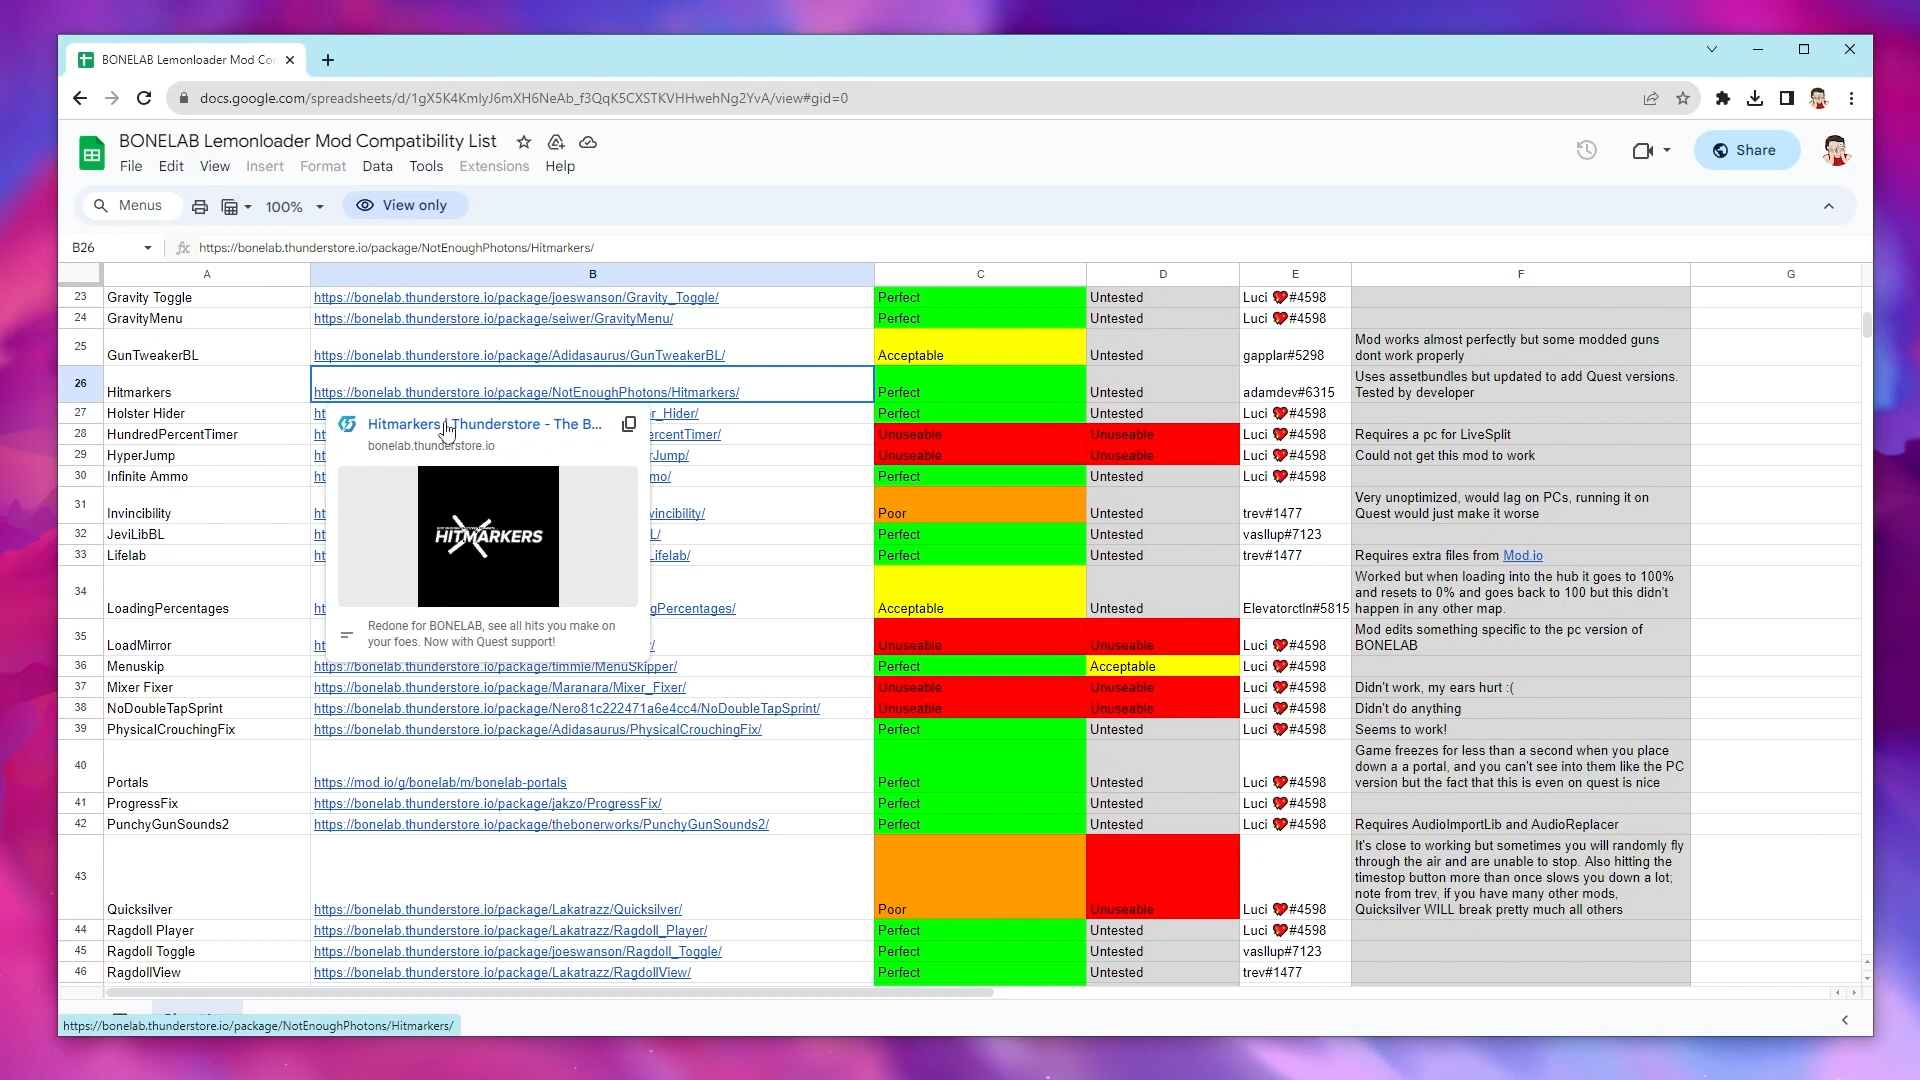 BONELAB Lemonloader Mod Co
docs.google.com/spreadsheets/d/1gX5K4KmlyJ6mXH6NeAb_f3QqK5CXSTKVHHwehNg2YvA/view#gid=0
BONELAB Lemonloader Mod Compatibility List
File Edit View Insert Format Data Tools Extensions Help
Share
Menus 100% View only
B26 fx https://bonelab.thunderstore.io/package/NotEnoughPhotons/Hitmarkers/
A B C D E F G
23 Gravity Toggle https://bonelab.thunderstore.io/package/joeswanson/Gravity_Toggle/ Perfect Untested Luci 💖#4598
24 GravityMenu https://bonelab.thunderstore.io/package/seiwer/GravityMenu/ Perfect Untested Luci 💖#4598
25 GunTweakerBL https://bonelab.thunderstore.io/package/Adidasaurus/GunTweakerBL/ Acceptable Untested gapplar#5298 Mod works almost perfectly but some modded guns
dont work properly
26 Hitmarkers https://bonelab.thunderstore.io/package/NotEnoughPhotons/Hitmarkers/ Perfect Untested adamdev#6315 Uses assetbundles but updated to add Quest versions.
Tested by developer
27 Holster Hider ht r_Hider/ Perfect Untested Luci 💖#4598
Hitmarkers | Thunderstore - The B...
bonelab.thunderstore.io
HITMARKERS
Redone for BONELAB, see all hits you make on
your foes. Now with Quest support!
28 HundredPercentTimer ht ercentTimer/ Unuseable Unuseable Luci 💖#4598 Requires a pc for LiveSplit
29 HyperJump ht Jump/ Unuseable Unuseable Luci 💖#4598 Could not get this mod to work
30 Infinite Ammo ht mo/ Perfect Untested Luci 💖#4598
31 Invincibility ht vincibility/ Poor Untested trev#1477 Very unoptimized, would lag on PCs, running it on
Quest would just make it worse
32 JeviLibBL ht L/ Perfect Untested vasllup#7123
33 Lifelab ht Lifelab/ Perfect Untested trev#1477 Requires extra files from Mod.io
34 LoadingPercentages ht gPercentages/ Acceptable Untested Elevatorctln#5815 Worked but when loading into the hub it goes to 100%
and resets to 0% and goes back to 100 but this didn't
happen in any other map.
35 LoadMirror ht r/ Unuseable Unuseable Luci 💖#4598 Mod edits something specific to the pc version of
BONELAB
36 Menuskip https://bonelab.thunderstore.io/package/timmie/MenuSkipper/ Perfect Acceptable Luci 💖#4598
37 Mixer Fixer https://bonelab.thunderstore.io/package/Maranara/Mixer_Fixer/ Unuseable Unuseable Luci 💖#4598 Didn't work, my ears hurt :(
38 NoDoubleTapSprint https://bonelab.thunderstore.io/package/Nero81c222471a6e4cc4/NoDoubleTapSprint/ Unuseable Unuseable Luci 💖#4598 Didn't do anything
39 PhysicalCrouchingFix https://bonelab.thunderstore.io/package/Adidasaurus/PhysicalCrouchingFix/ Perfect Untested Luci 💖#4598 Seems to work!
40 Portals https://mod.io/g/bonelab/m/bonelab-portals Perfect Untested Luci 💖#4598 Game freezes for less than a second when you place
down a a portal, and you can't see into them like the PC
version but the fact that this is even on quest is nice
41 ProgressFix https://bonelab.thunderstore.io/package/jakzo/ProgressFix/ Perfect Untested Luci 💖#4598
42 PunchyGunSounds2 https://bonelab.thunderstore.io/package/thebonerworks/PunchyGunSounds2/ Perfect Untested Luci 💖#4598 Requires AudioImportLib and AudioReplacer
43 Quicksilver https://bonelab.thunderstore.io/package/Lakatrazz/Quicksilver/ Poor Unuseable Luci 💖#4598 It's close to working but sometimes you will randomly fly
through the air and are unable to stop. Also hitting the
timestop button more than once slows you down a lot;
note from trev, if you have many other mods,
Quicksilver WILL break pretty much all others
44 Ragdoll Player https://bonelab.thunderstore.io/package/Lakatrazz/Ragdoll_Player/ Perfect Untested Luci 💖#4598
45 Ragdoll Toggle https://bonelab.thunderstore.io/package/joeswanson/Ragdoll_Toggle/ Perfect Untested vasllup#7123
46 RagdollView https://bonelab.thunderstore.io/package/Lakatrazz/RagdollView/ Perfect Untested trev#1477
https://bonelab.thunderstore.io/package/NotEnoughPhotons/Hitmarkers/